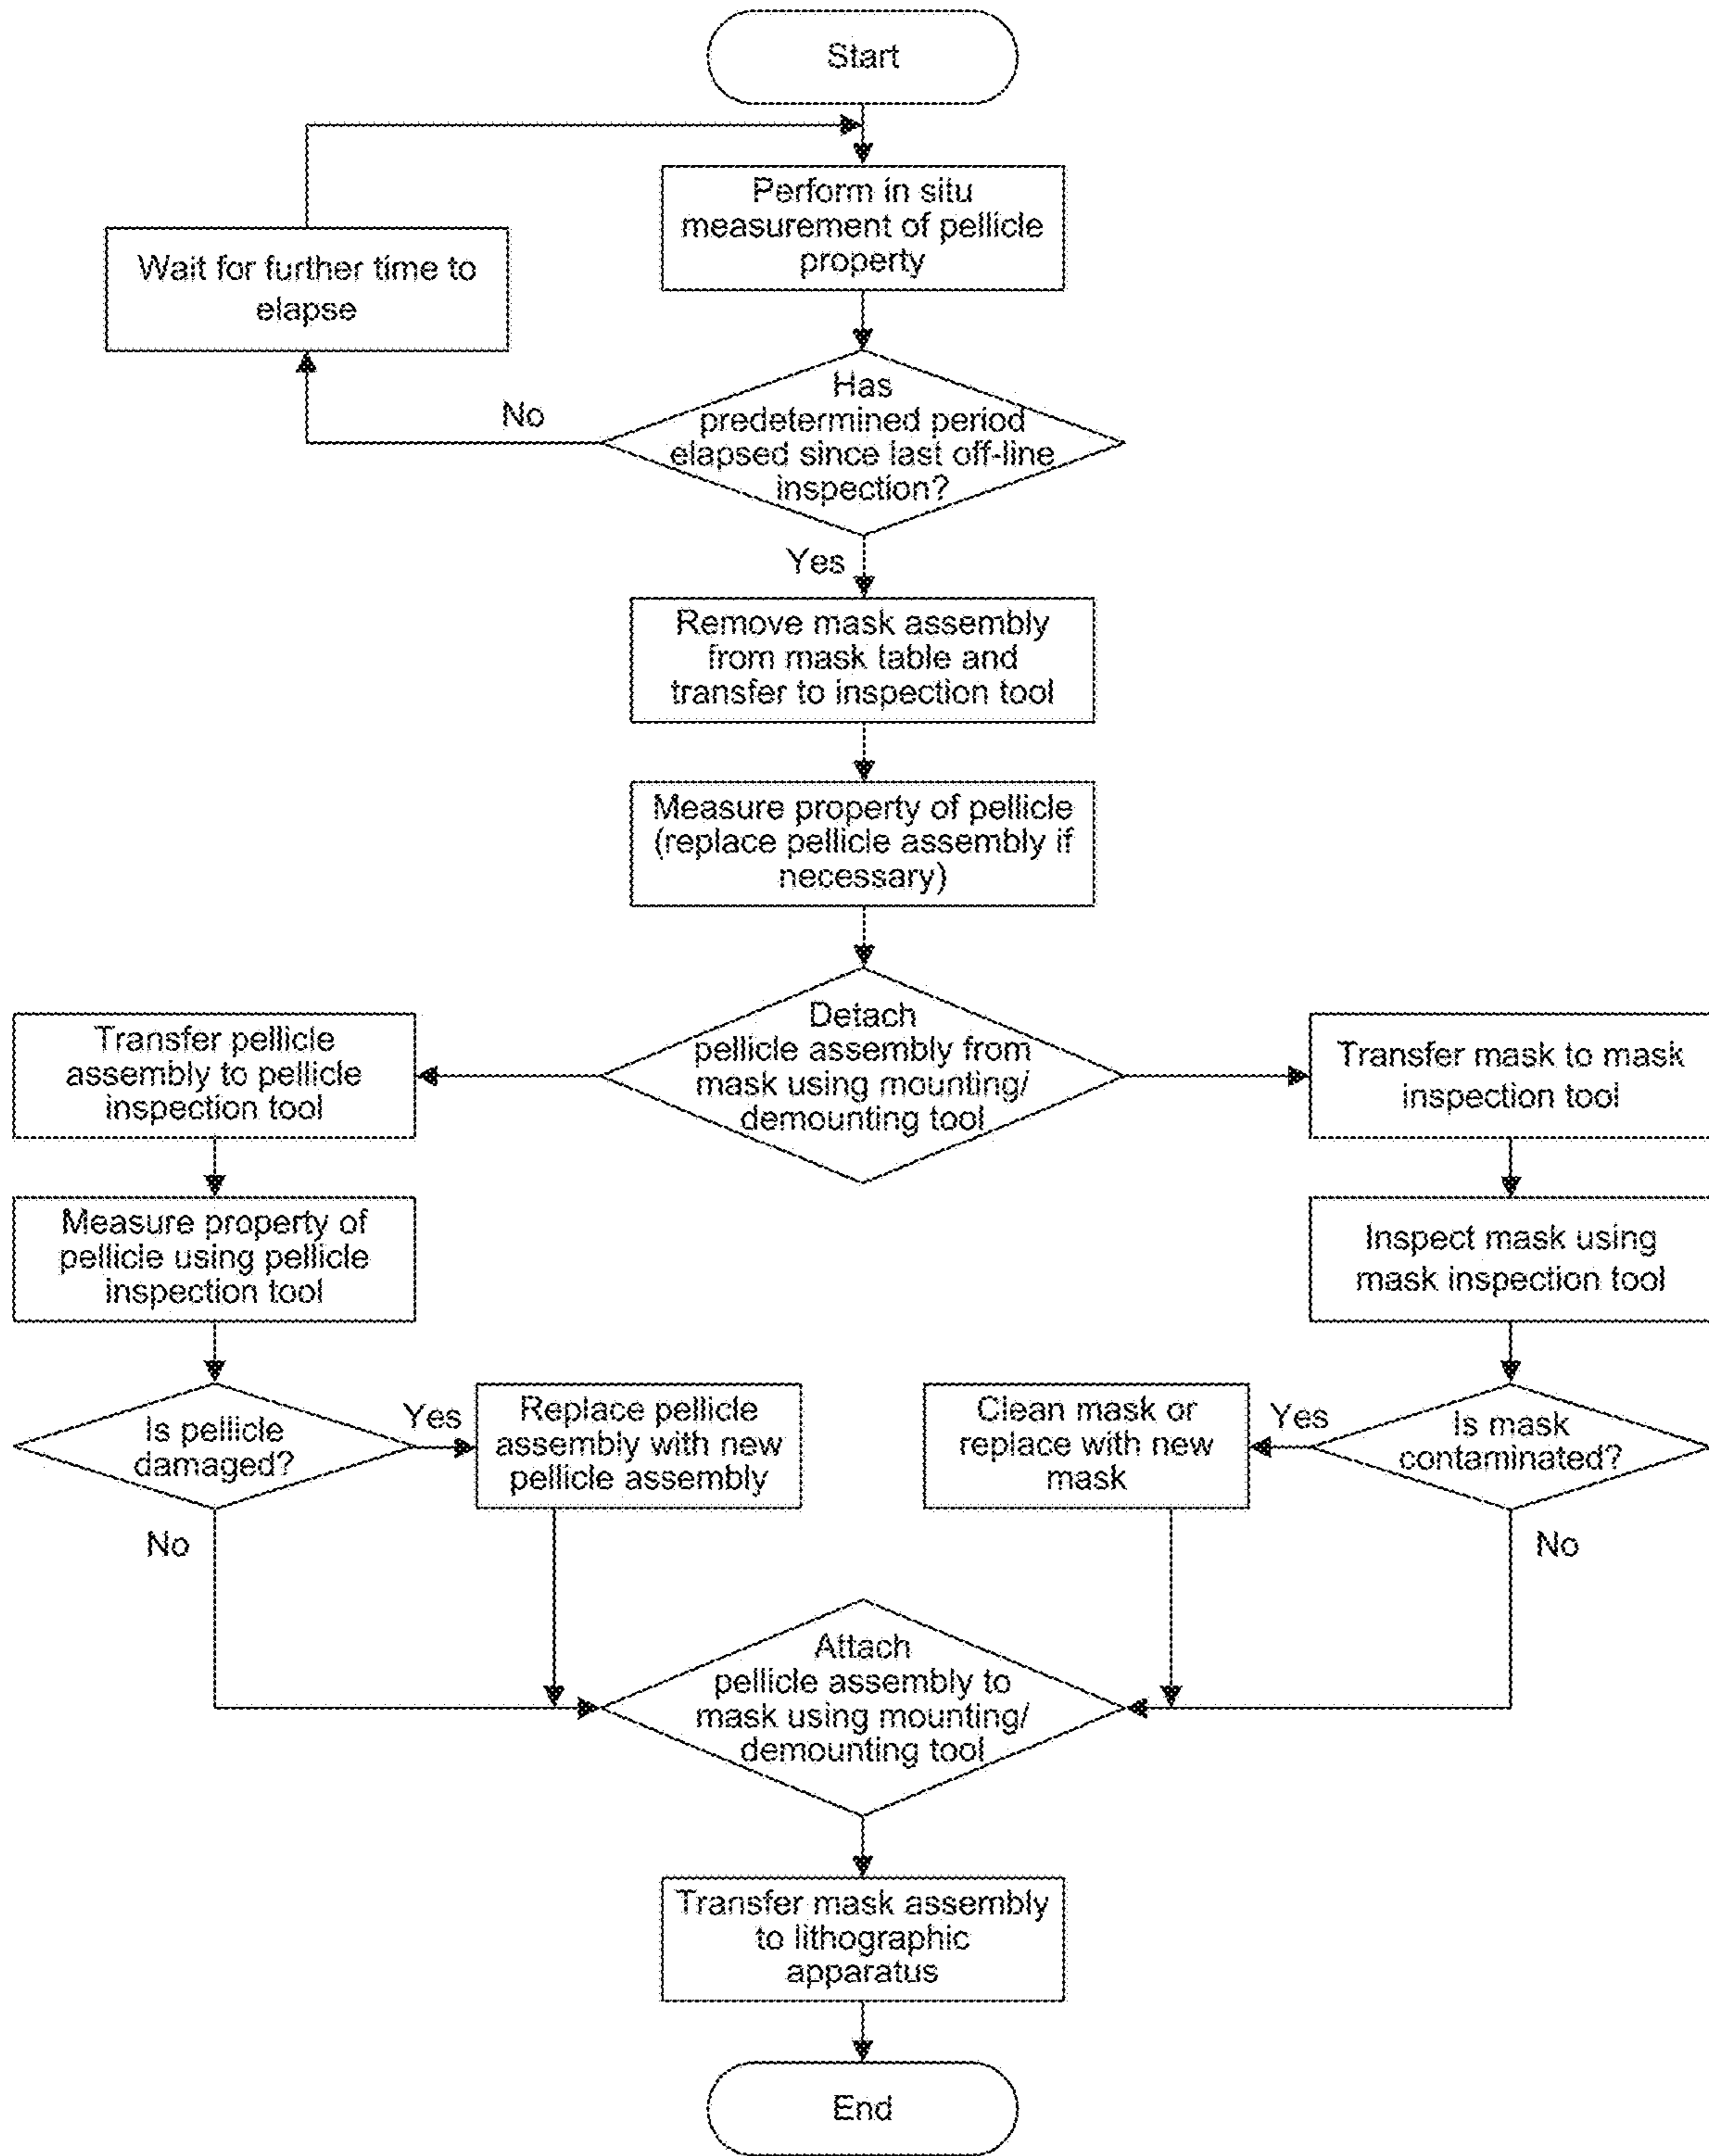 Start
Perform in situ
measurement of pellicle
property
Wait for further time to
elapse
Has
predetermined period
elapsed since last off-line
inspection?
No
Yes
Remove mask assembly
from mask table and
transfer to inspection tool
Measure property of pellicle
(replace pellicle assembly if
necessary)
Detach
pellicle assembly from
mask using mounting/
demounting tool
Transfer pellicle
assembly to pellicle
inspection tool
Transfer mask to mask
inspection tool
Measure property of
pellicle using pellicle
inspection tool
Inspect mask using
mask inspection tool
Is pellicle
damaged?
Yes
Replace pellicle
assembly with new
pellicle assembly
Clean mask or
replace with new
mask
Yes
Is mask
contaminated?
No
No
Attach
pellicle assembly to
mask using mounting/
demounting tool
Transfer mask assembly
to lithographic
apparatus
End